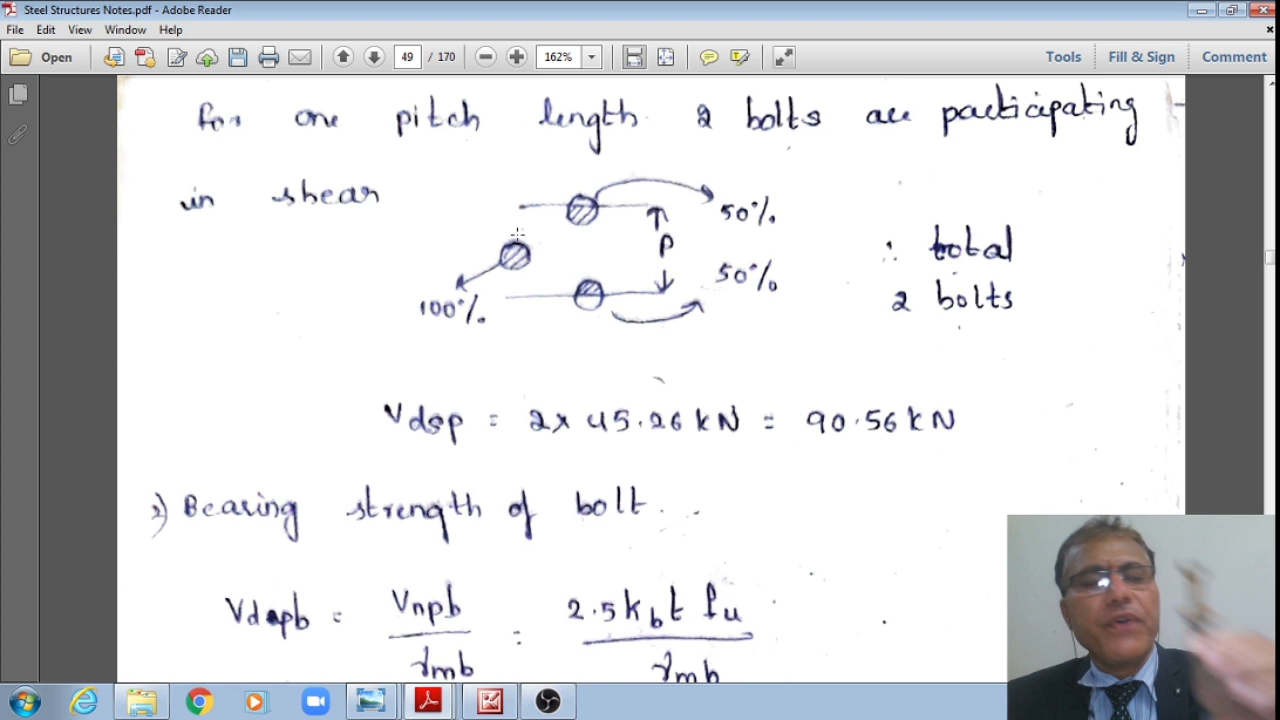 Steel Structures Notes.pdf - Adobe Reader
File Edit View Window Help
Open 49 / 170 162% Tools Fill & Sign Comment
for one pitch length 2 bolts are participating
in shear
50%
P
50%
100%
∴ total
2 bolts
Vdsp = 2 x 45.26 kN = 90.56 kN
2) Bearing strength of bolt.
Vdpb = Vnpb / γmb = 2.5 kb t fu / γmb